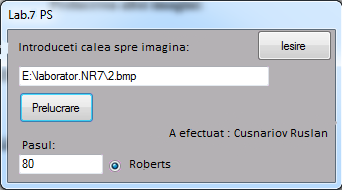 Lab.7 PS
Introduceti calea spre imagina:
Iesire
E:\laborator.NR7\2.bmp
Prelucrare
A efectuat : Cusnariov Ruslan
Pasul:
80
Roberts